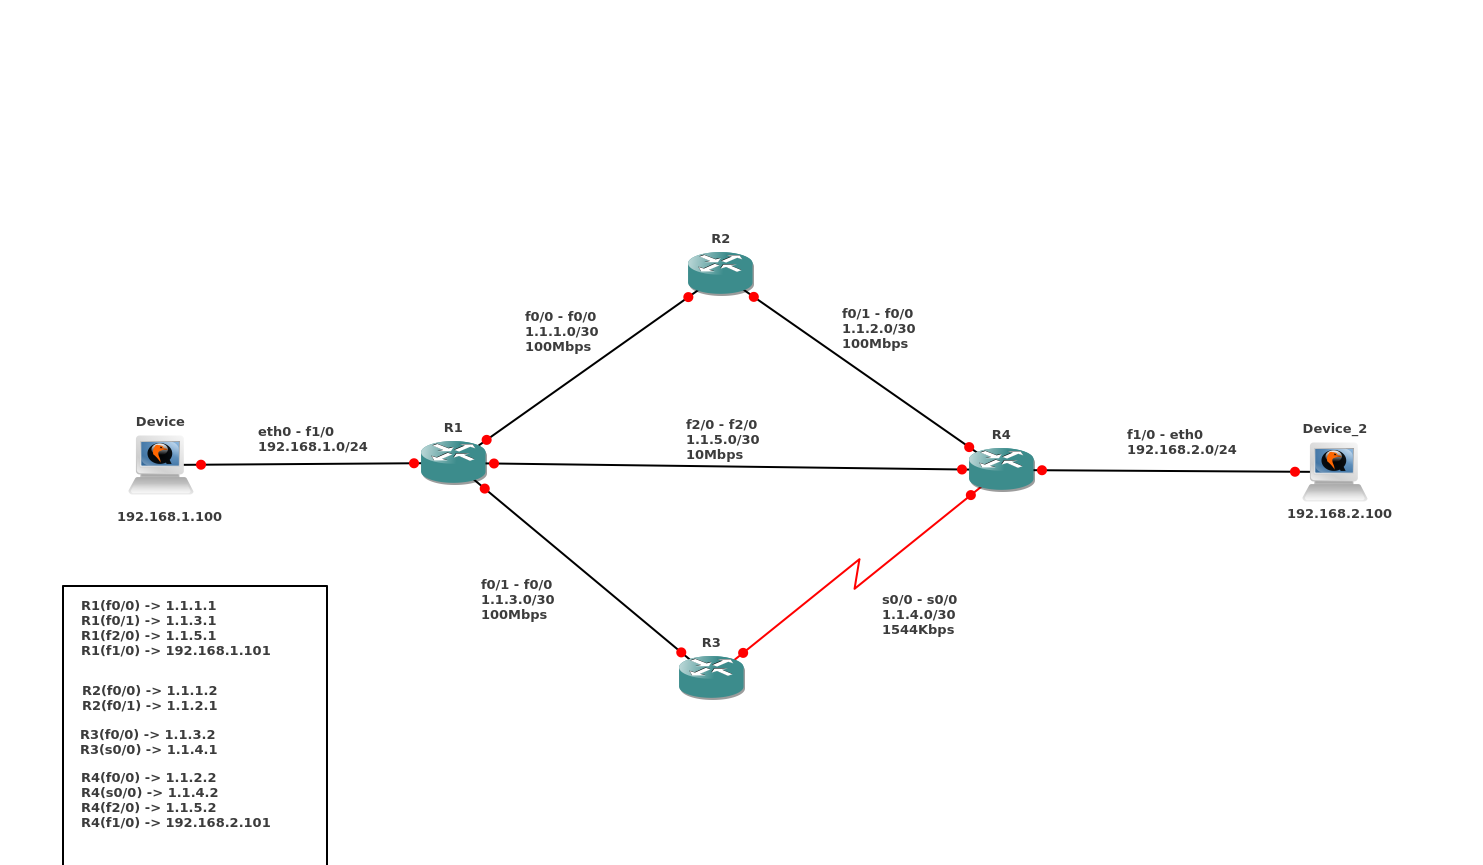 R2
f0/0 - f0/0
1.1.1.0/30
100Mbps
f0/1 - f0/0
1.1.2.0/30
100Mbps
Device
eth0 - f1/0
192.168.1.0/24
R1
f2/0 - f2/0
1.1.5.0/30
10Mbps
R4
f1/0 - eth0
192.168.2.0/24
Device_2
192.168.1.100
192.168.2.100
f0/1 - f0/0
1.1.3.0/30
100Mbps
s0/0 - s0/0
1.1.4.0/30
1544Kbps
R3
R1(f0/0) -> 1.1.1.1
R1(f0/1) -> 1.1.3.1
R1(f2/0) -> 1.1.5.1
R1(f1/0) -> 192.168.1.101
R2(f0/0) -> 1.1.1.2
R2(f0/1) -> 1.1.2.1
R3(f0/0) -> 1.1.3.2
R3(s0/0) -> 1.1.4.1
R4(f0/0) -> 1.1.2.2
R4(s0/0) -> 1.1.4.2
R4(f2/0) -> 1.1.5.2
R4(f1/0) -> 192.168.2.101